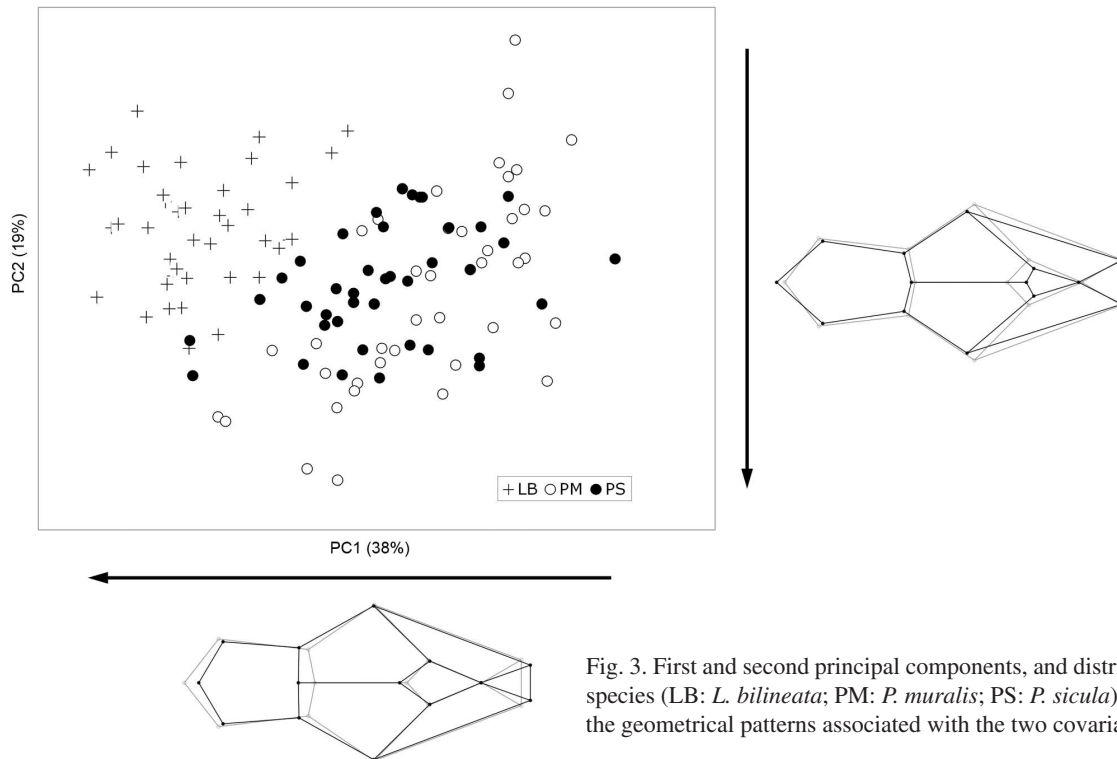 PC2 (19%)
+ LB ○ PM ● PS
PC1 (38%)
Fig. 3. First and second principal components, and distr
species (LB: L. bilineata; PM: P. muralis; PS: P. sicula)
the geometrical patterns associated with the two covaria